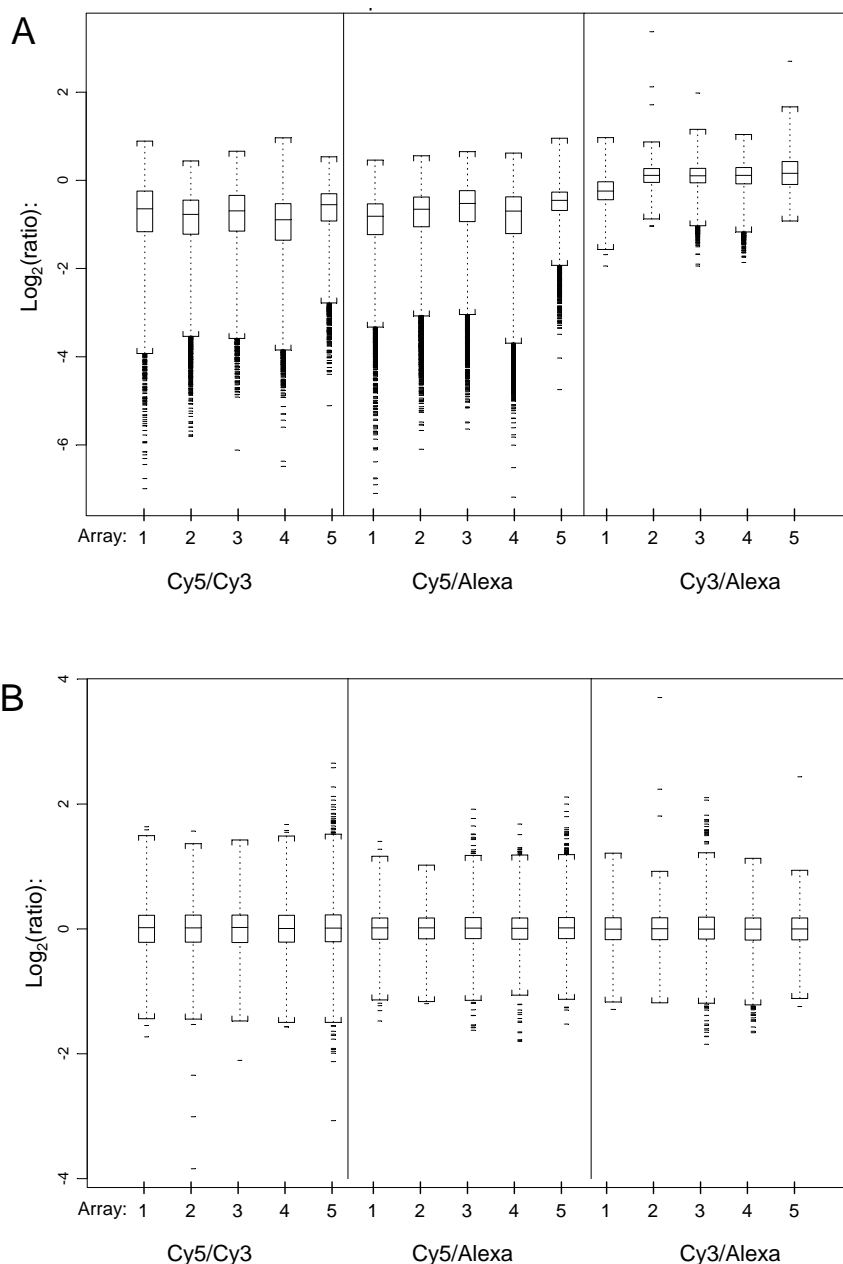 A
Log2(ratio):
2
0
-2
-4
-6
Array: 1 2 3 4 5 1 2 3 4 5 1 2 3 4 5
Cy5/Cy3 Cy5/Alexa Cy3/Alexa
B
Log2(ratio):
4
2
0
-2
-4
Array: 1 2 3 4 5 1 2 3 4 5 1 2 3 4 5
Cy5/Cy3 Cy5/Alexa Cy3/Alexa